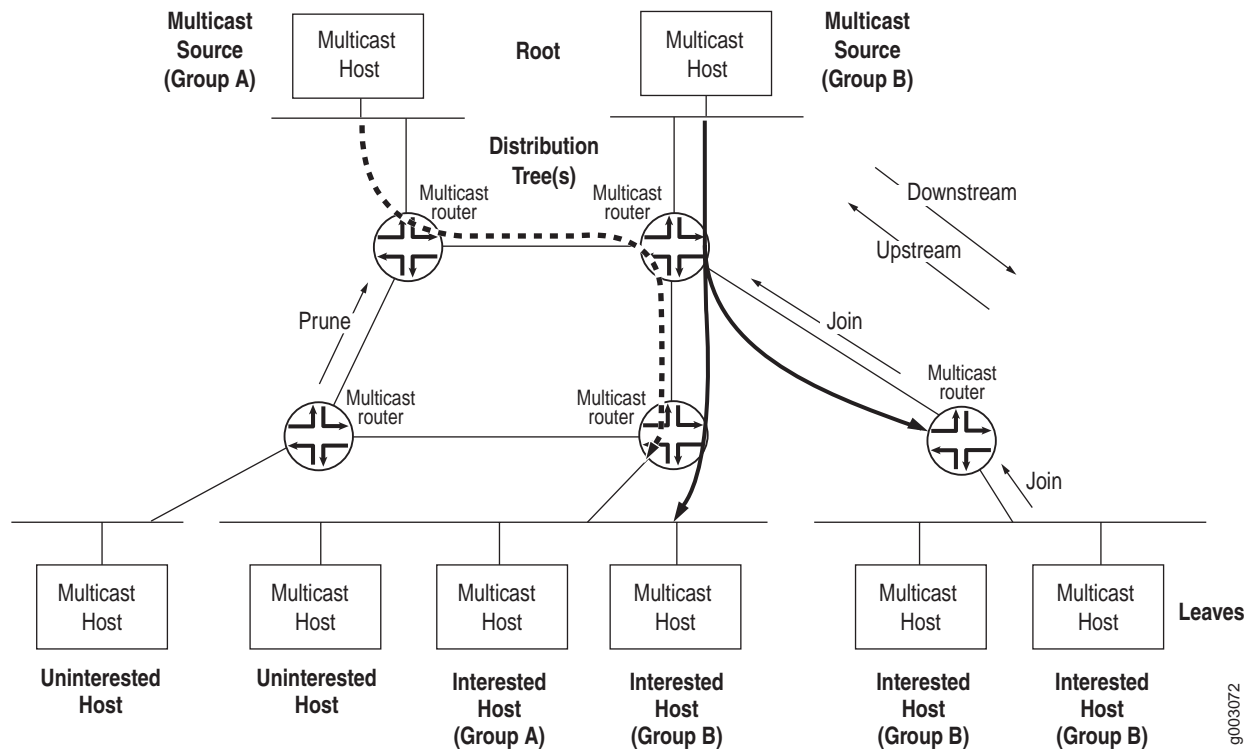 Multicast
Source
(Group A)
Multicast
Host
Root
Multicast
Host
Multicast
Source
(Group B)
Distribution
Tree(s)
Multicast
router
Multicast
router
Downstream
Upstream
Prune
Join
Multicast
router
Multicast
router
Multicast
router
Join
Multicast
Host
Multicast
Host
Multicast
Host
Multicast
Host
Multicast
Host
Multicast
Host
Leaves
Uninterested
Host
Uninterested
Host
Interested
Host
(Group A)
Interested
Host
(Group B)
Interested
Host
(Group B)
Interested
Host
(Group B)
g003072